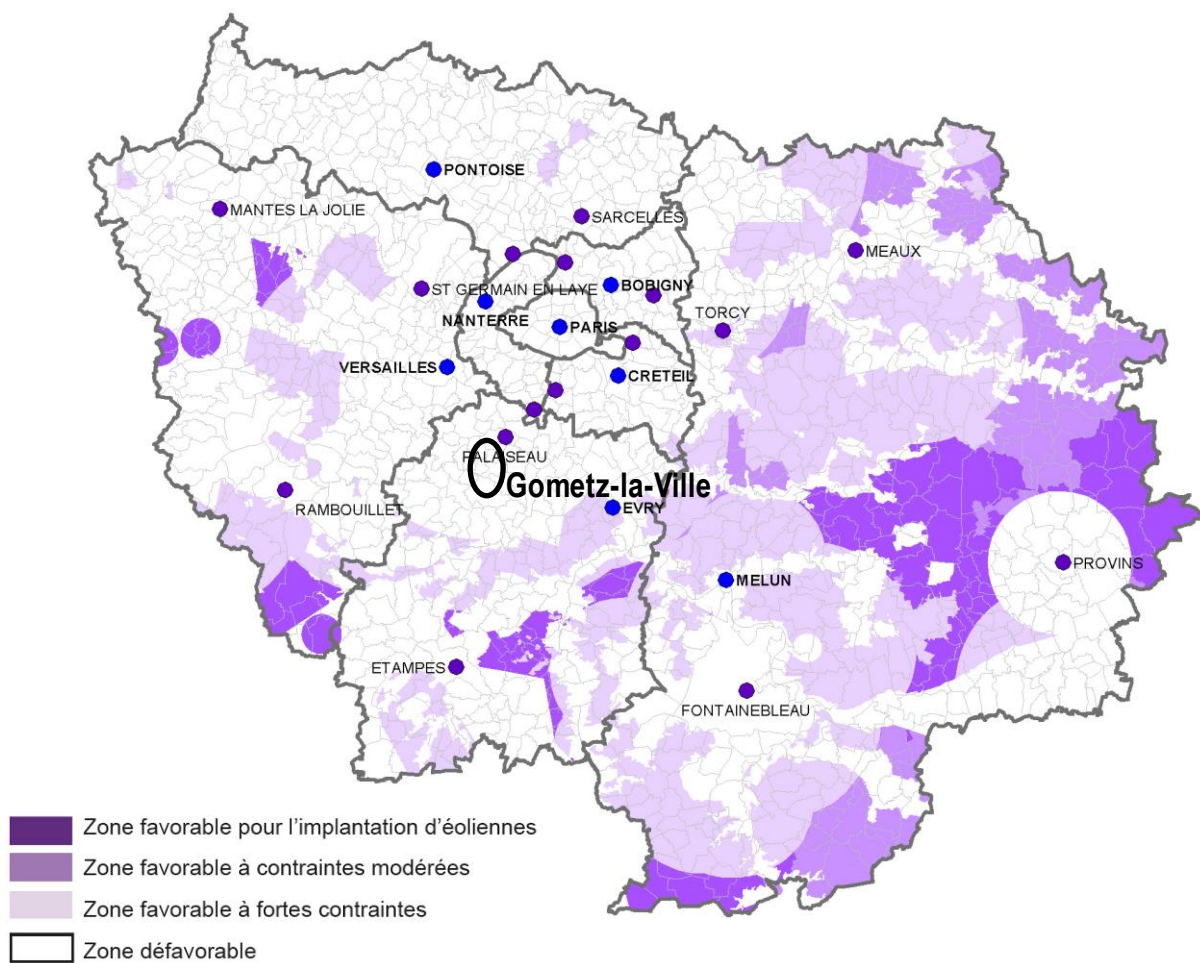 PONTOISE
MANTES LA JOLIE
SARCELLES
MEAUX
ST GERMAIN EN LAYE
BOBIGNY
NANTERRE
PARIS
TORCY
VERSAILLES
CRETEIL
PALAISEAU
Gometz-la-Ville
RAMBOUILLET
EVRY
PROVINS
MELUN
ETAMPES
FONTAINEBLEAU
Zone favorable pour l'implantation d'éoliennes
Zone favorable à contraintes modérées
Zone favorable à fortes contraintes
Zone défavorable